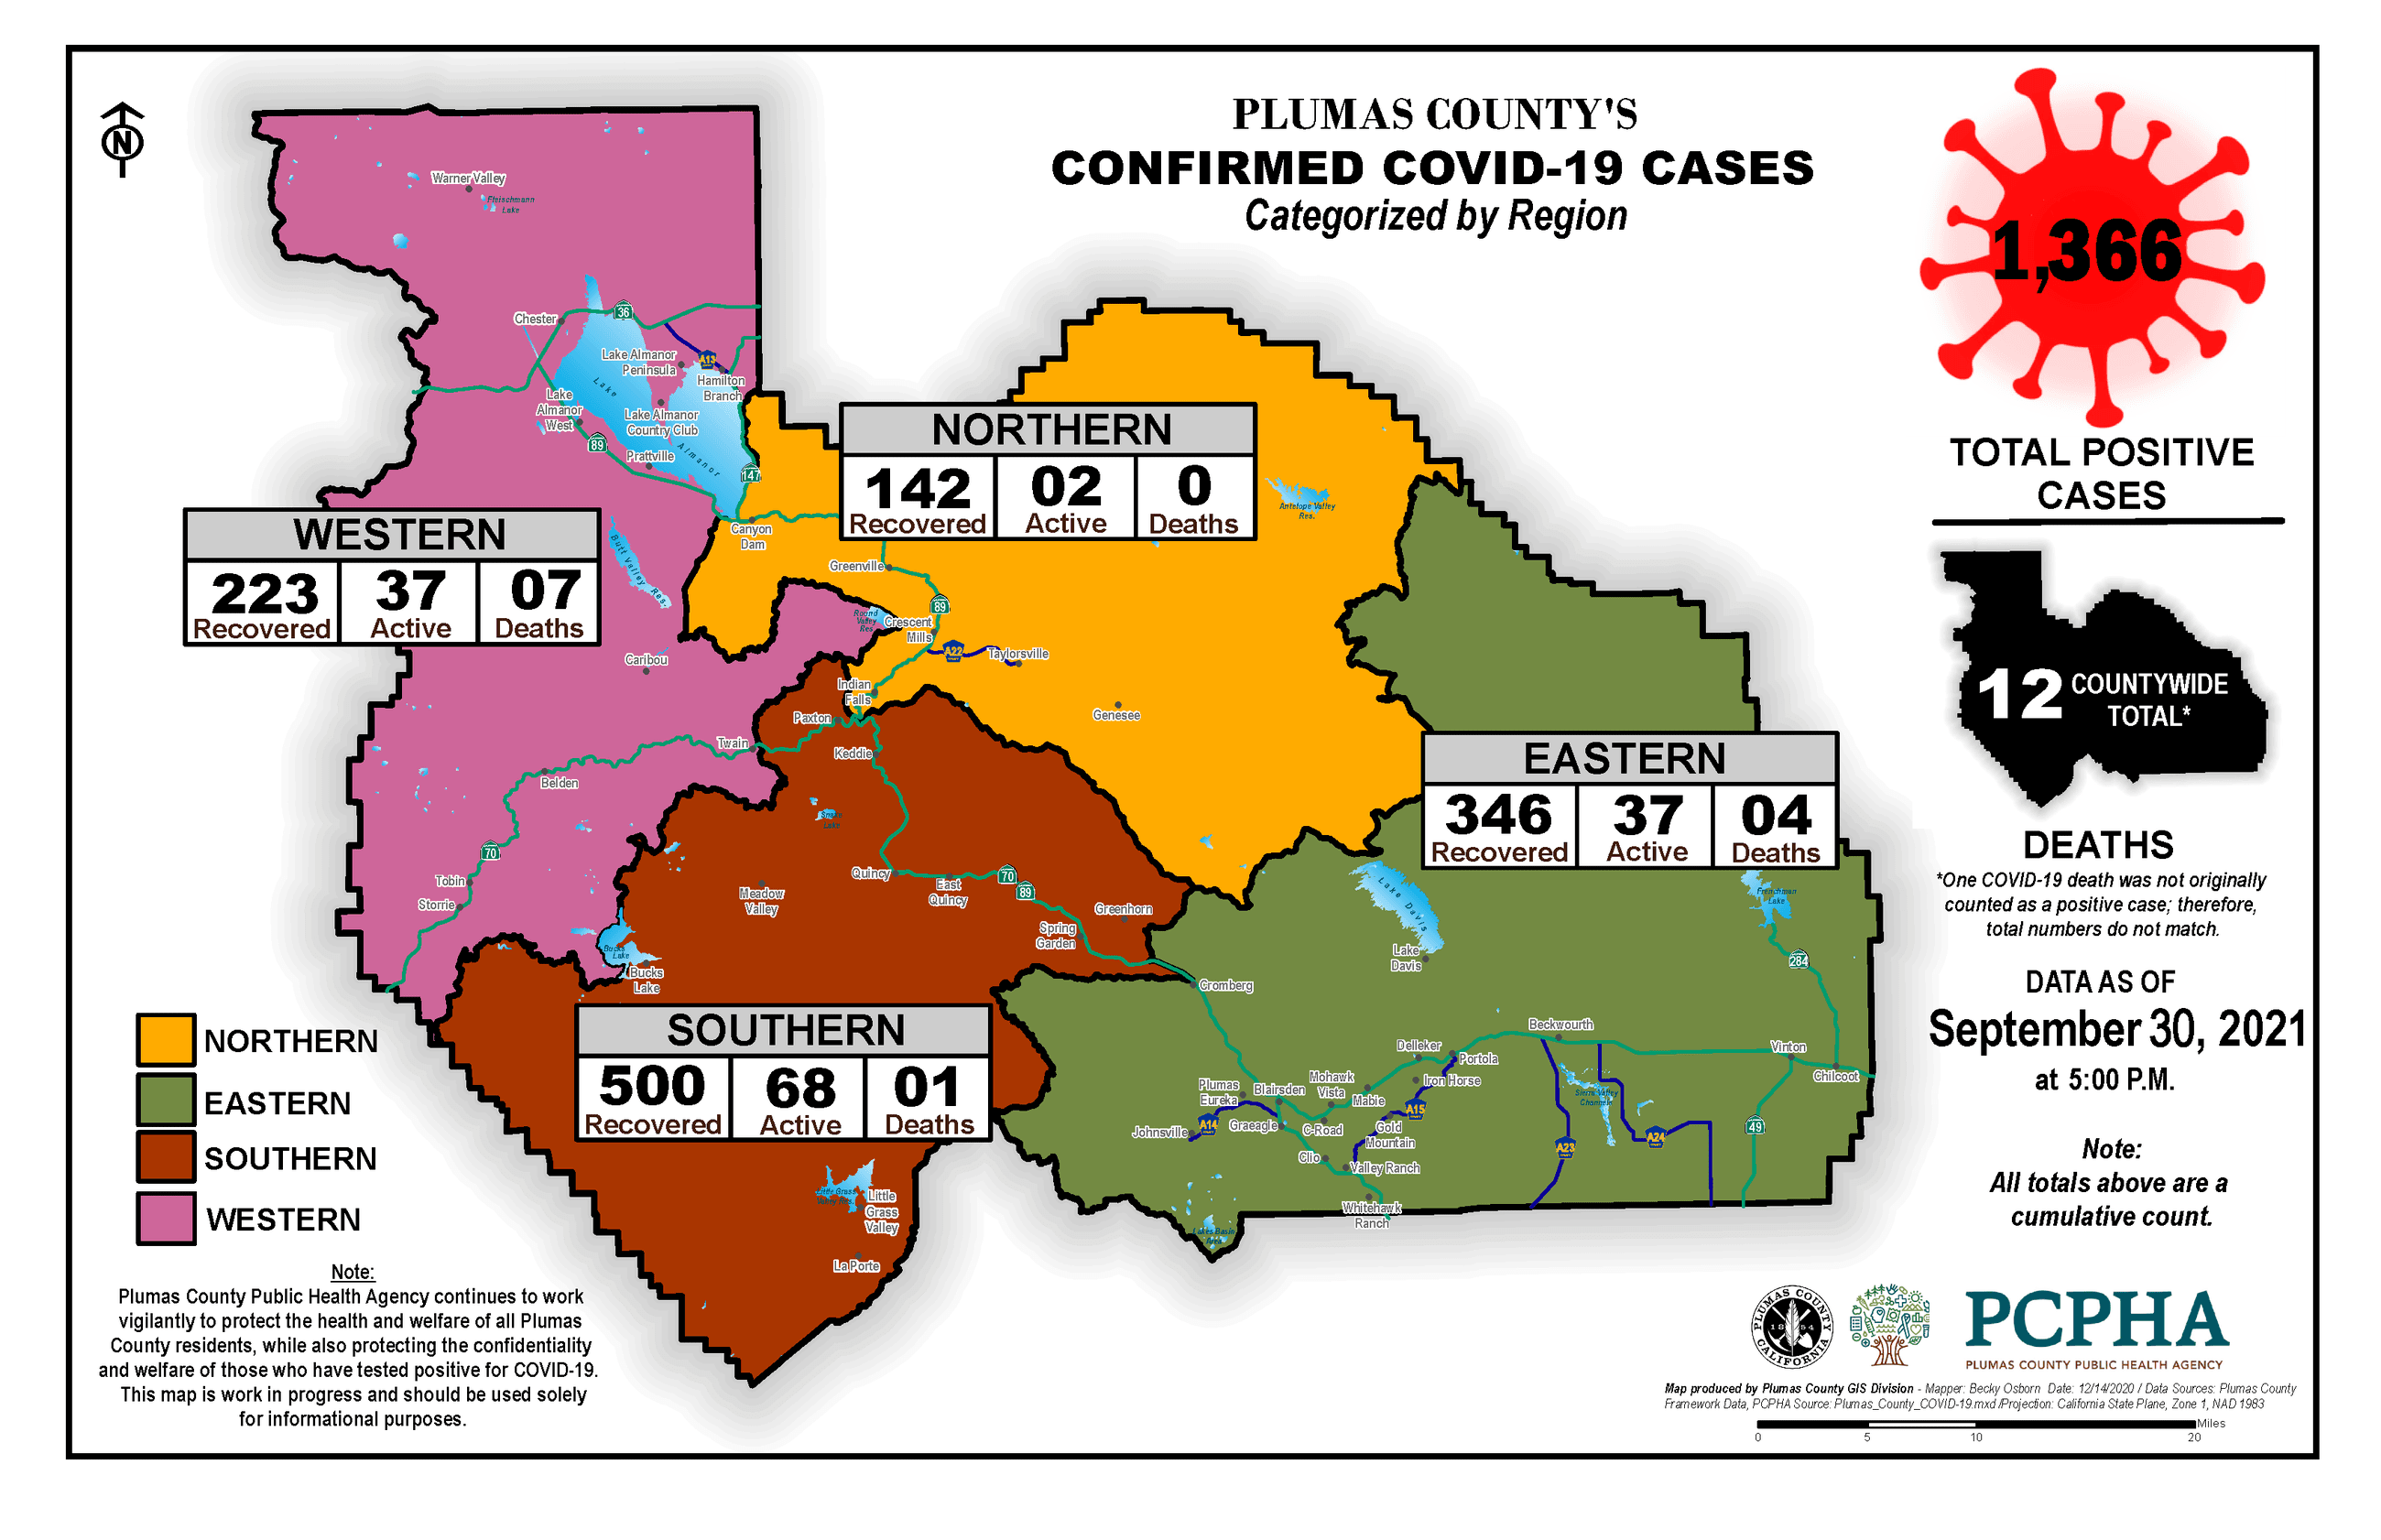 N
PLUMAS COUNTY'S
CONFIRMED COVID-19 CASES
Categorized by Region
1,366
TOTAL POSITIVE
CASES
12 COUNTYWIDE
TOTAL*
DEATHS
*One COVID-19 death was not originally
counted as a positive case; therefore,
total numbers do not match.
DATA AS OF
September 30, 2021
at 5:00 P.M.
Note:
All totals above are a
cumulative count.
NORTHERN
142 02 0
Recovered Active Deaths
WESTERN
223 37 07
Recovered Active Deaths
EASTERN
346 37 04
Recovered Active Deaths
SOUTHERN
500 68 01
Recovered Active Deaths
Warner Valley
Fleischmann
Lake
Chester
36
Lake Almanor
Peninsula
A13
Hamilton
Branch
Lake
Almanor
West
Lake Almanor
Country Club
Lake Almanor
89
Prattville
147
Canyon
Dam
Butt Valley Res.
Caribou
Antelope Valley
Res.
Greenville
89
Round
Valley
Res.
Crescent
Mills
A22
Taylorsville
Indian
Falls
Genesee
Paxton
Keddie
Twain
Belden
70
Tobin
Storrie
Snake
Lake
Meadow
Valley
Quincy
East
Quincy
70
89
Greenhorn
Spring
Garden
Bucks
Lake
Bucks
Lake
Cromberg
Lake Davis
Lake
Davis
Frenchman
Lake
284
Beckwourth
Delleker
Portola
Vinton
Chilcoot
Iron Horse
Mohawk
Vista
Mabie
Plumas
Eureka
Blairsden
Johnsville
A14
Graeagle
C-Road
Gold
Mountain
A15
Clio
Valley Ranch
Whitehawk
Ranch
Sierra Valley
Channels
A23
A24
49
Lakes Basin
Area
Little Grass
Valley Res.
Little
Grass
Valley
La Porte
NORTHERN
EASTERN
SOUTHERN
WESTERN
Note:
Plumas County Public Health Agency continues to work
vigilantly to protect the health and welfare of all Plumas
County residents, while also protecting the confidentiality
and welfare of those who have tested positive for COVID-19.
This map is work in progress and should be used solely
for informational purposes.
PLUMAS COUNTY
1854
CALIFORNIA
PCPHA
PLUMAS COUNTY PUBLIC HEALTH AGENCY
Map produced by Plumas County GIS Division - Mapper: Becky Osborn Date: 12/14/2020 / Data Sources: Plumas County
Framework Data, PCPHA Source: Plumas_County_COVID-19.mxd /Projection: California State Plane, Zone 1, NAD 1983
Miles
0 5 10 20